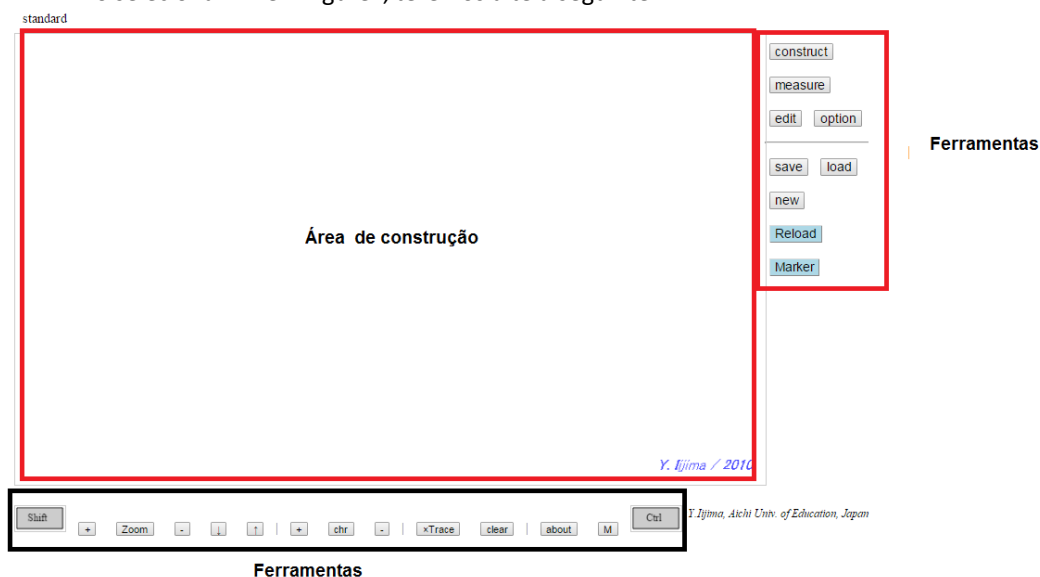 standard
construct
measure
edit option
Ferramentas
save load
new
Área de construção
Reload
Marker
Y. Iijima / 2010
Shift + Zoom - ↓ ↑ | + chr - | ×Trace clear | about M Ctrl
Y.Iijima, Aichi Univ. of Education, Japan
Ferramentas